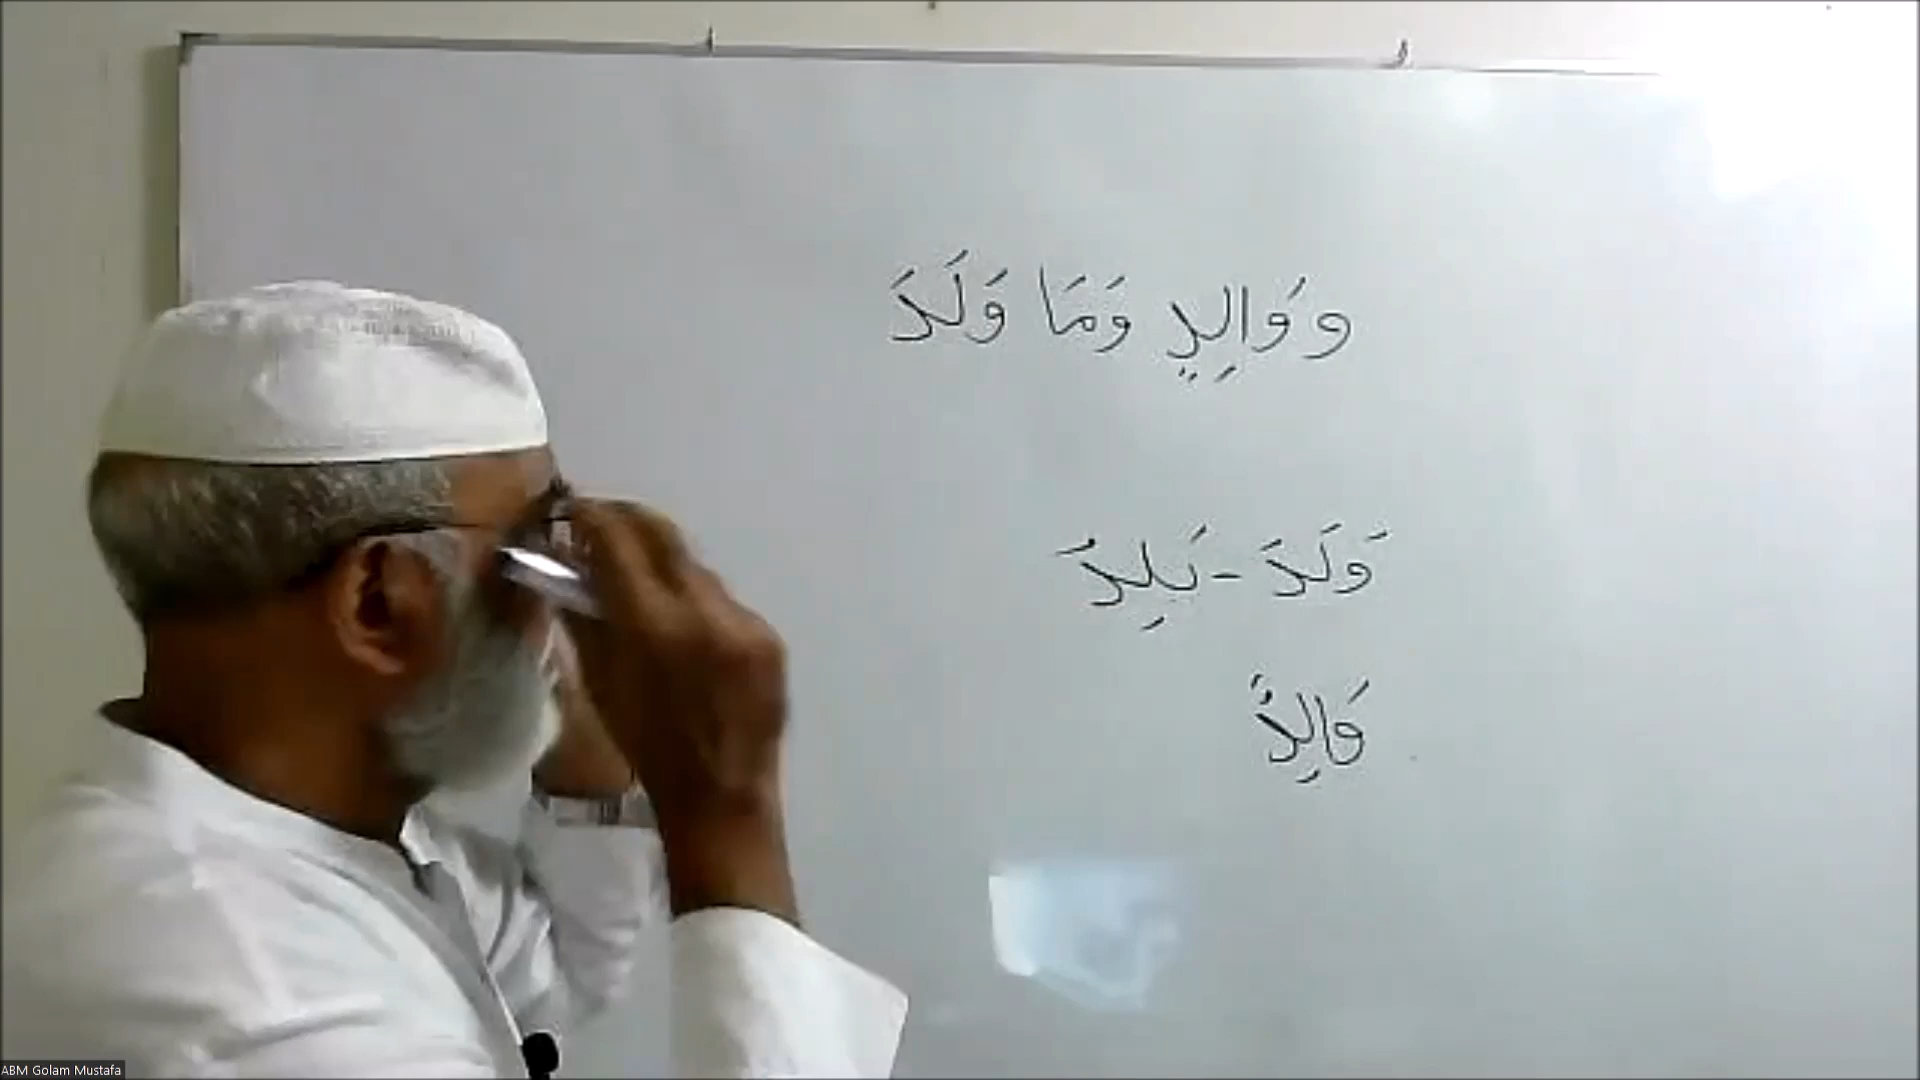 وَوَالِدٍ وَمَا وَلَدَ
وَلَدَ - يَلِدُ
وَالِدٌ
ABM Golam Mustafa